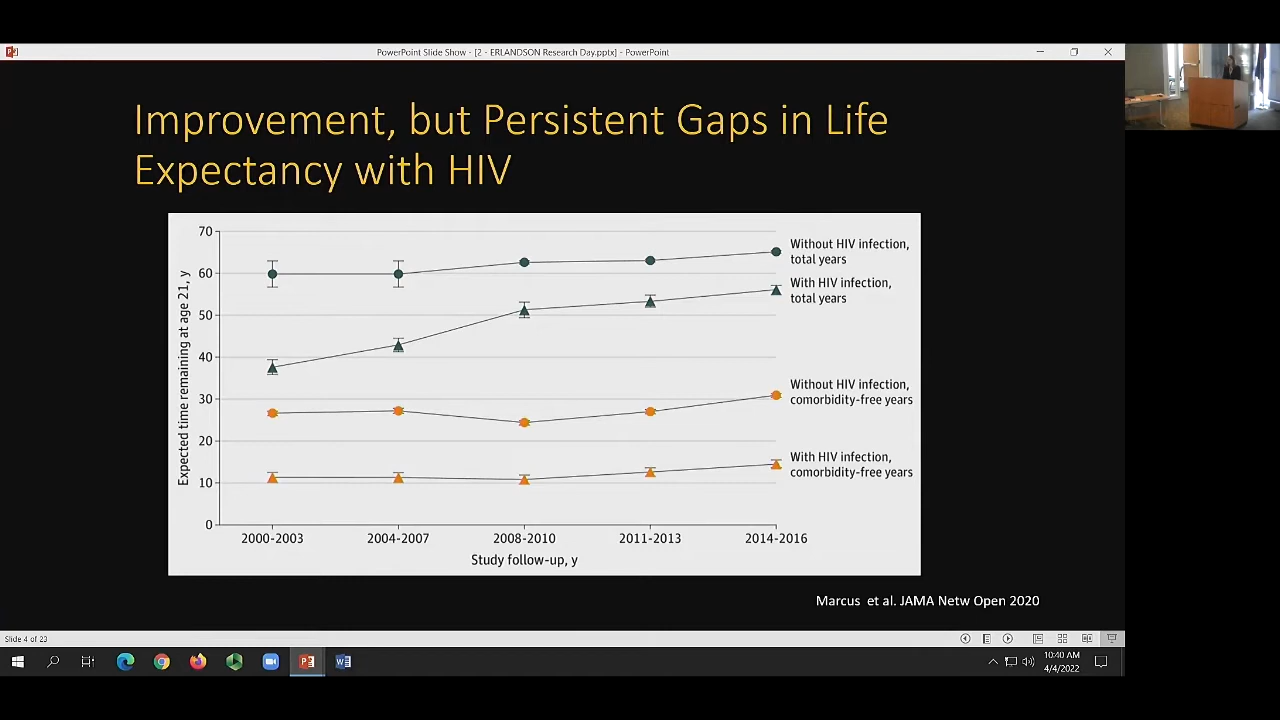 PowerPoint Slide Show - [2 - ERLANDSON Research Day.pptx] - PowerPoint
Improvement, but Persistent Gaps in Life
Expectancy with HIV
Expected time remaining at age 21, y
70
60
50
40
30
20
10
0
Without HIV infection,
total years
With HIV infection,
total years
Without HIV infection,
comorbidity-free years
With HIV infection,
comorbidity-free years
2000-2003 2004-2007 2008-2010 2011-2013 2014-2016
Study follow-up, y
Marcus et al. JAMA Netw Open 2020
Slide 4 of 23
10:40 AM
4/4/2022